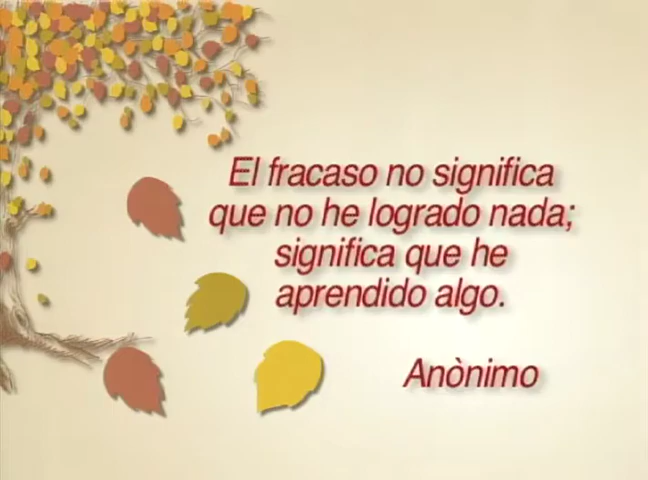 El fracaso no significa
que no he logrado nada;
significa que he
aprendido algo.
Anònimo